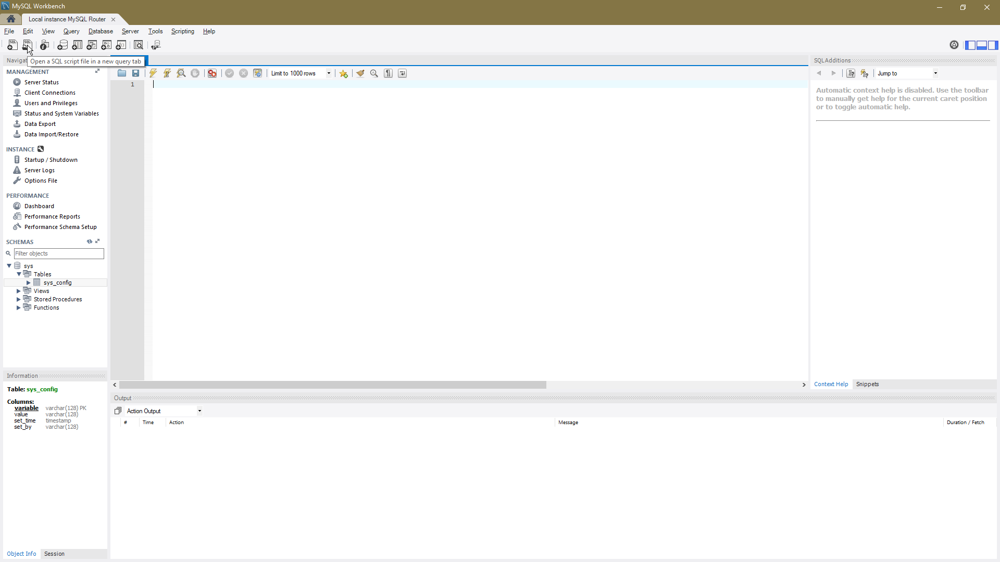 MySQL Workbench
Local instance MySQL Router
File Edit View Query Database Server Tools Scripting Help
Navigat
Open a SQL script file in a new query tab
SQLAdditions
MANAGEMENT
Server Status
Client Connections
Users and Privileges
Status and System Variables
Data Export
Data Import/Restore
INSTANCE
Startup / Shutdown
Server Logs
Options File
PERFORMANCE
Dashboard
Performance Reports
Performance Schema Setup
SCHEMAS
Filter objects
sys
Tables
sys_config
Views
Stored Procedures
Functions
Limit to 1000 rows
1
Jump to
Automatic context help is disabled. Use the toolbar
to manually get help for the current caret position
or to toggle automatic help.
Context Help Snippets
Information
Table: sys_config
Columns:
variable varchar(128) PK
value varchar(128)
set_time timestamp
set_by varchar(128)
Object Info Session
Output
Action Output
# Time Action Message Duration / Fetch